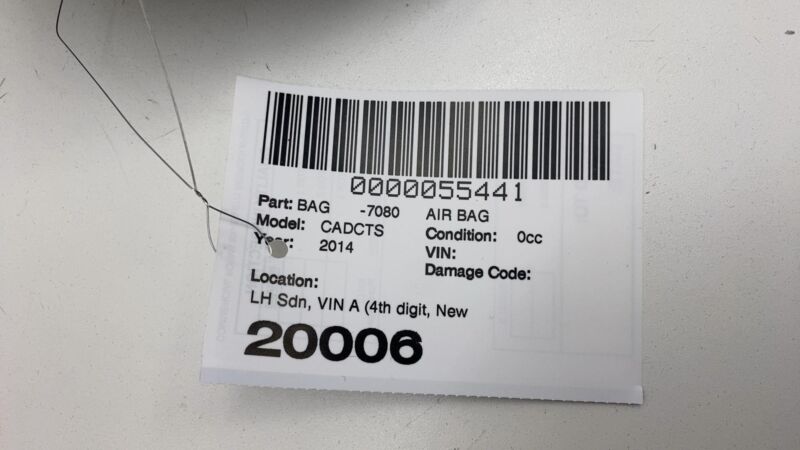 0000055441
Part: BAG -7080 AIR BAG
Model: CADCTS Condition: 0cc
Year: 2014 VIN:
Damage Code:
Location:
LH Sdn, VIN A (4th digit, New
20006